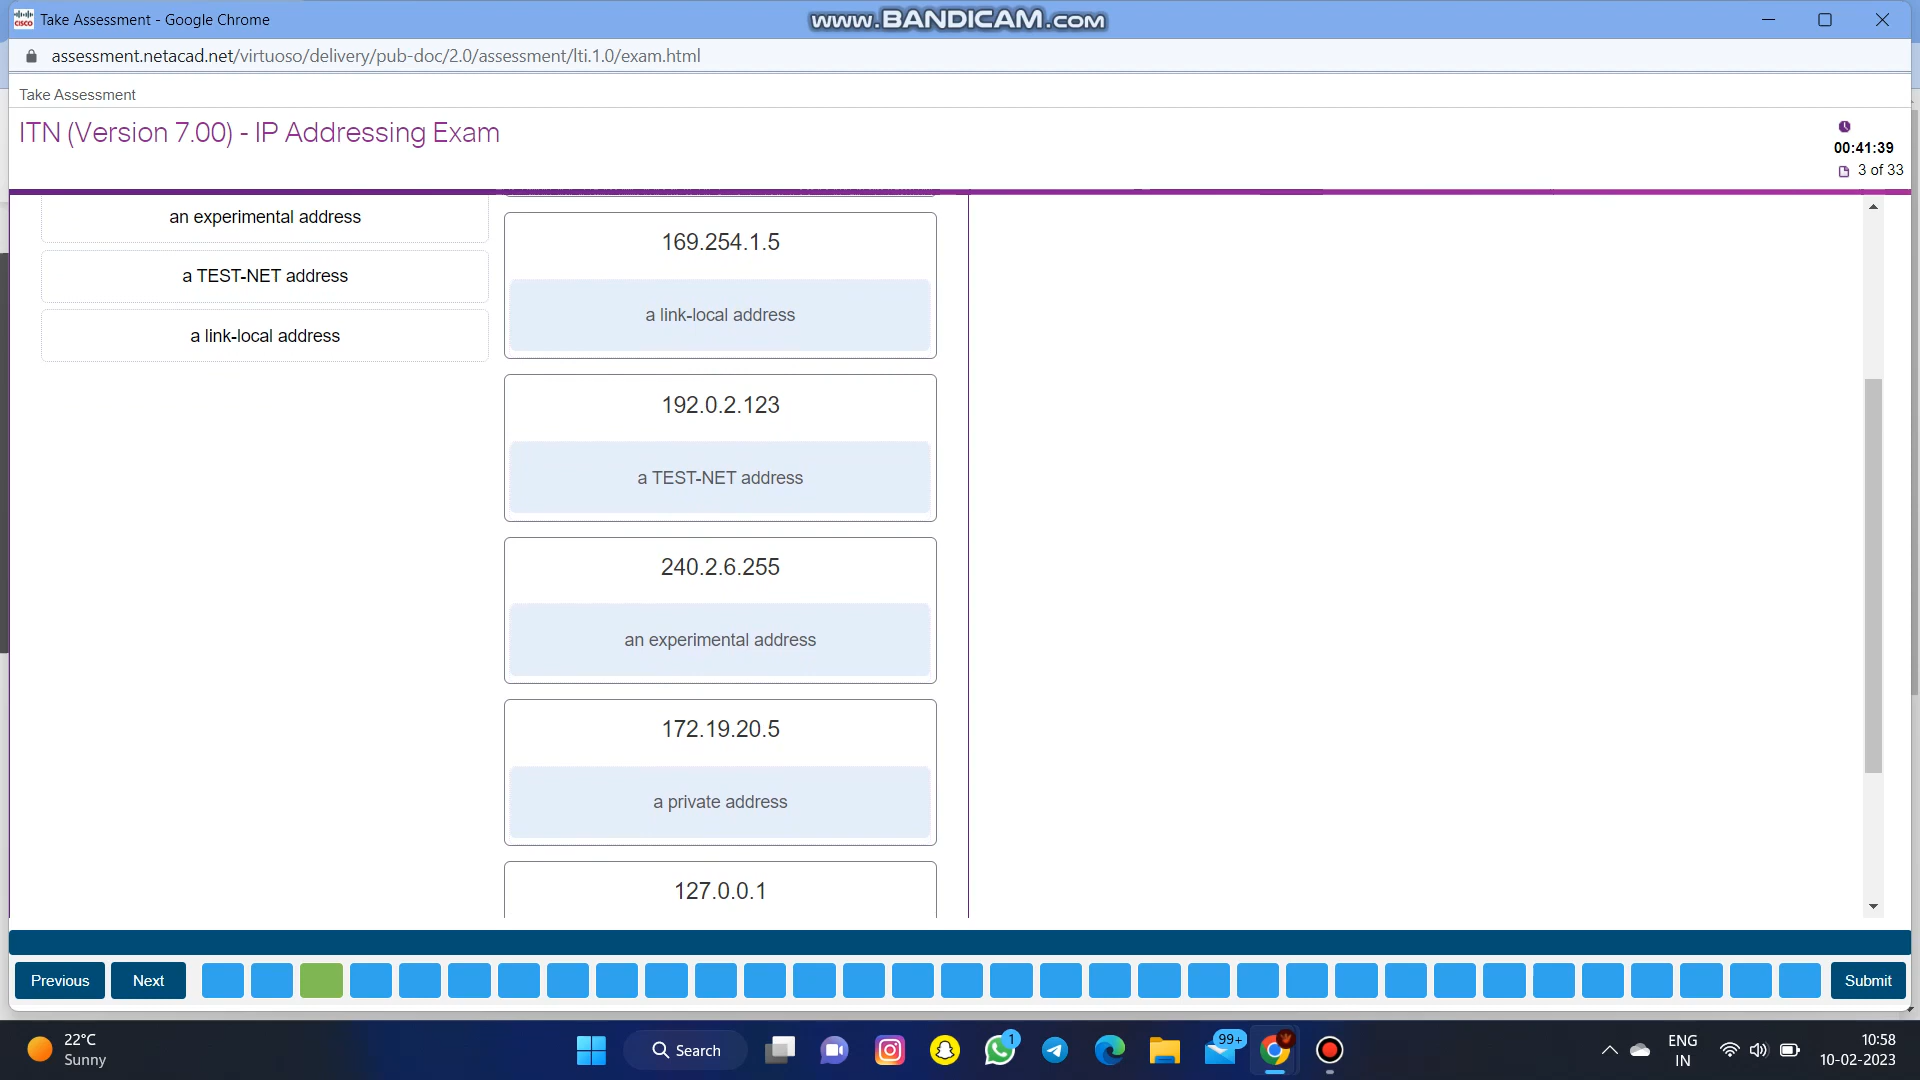 Take Assessment - Google Chrome
www.BANDICAM.com
assessment.netacad.net/virtuoso/delivery/pub-doc/2.0/assessment/lti.1.0/exam.html
Take Assessment
ITN (Version 7.00) - IP Addressing Exam
00:41:39
3 of 33
an experimental address
a TEST-NET address
a link-local address
169.254.1.5
a link-local address
192.0.2.123
a TEST-NET address
240.2.6.255
an experimental address
172.19.20.5
a private address
127.0.0.1
Previous
Next
Submit
22°C
Sunny
Search
1
99+
ENG
IN
10:58
10-02-2023